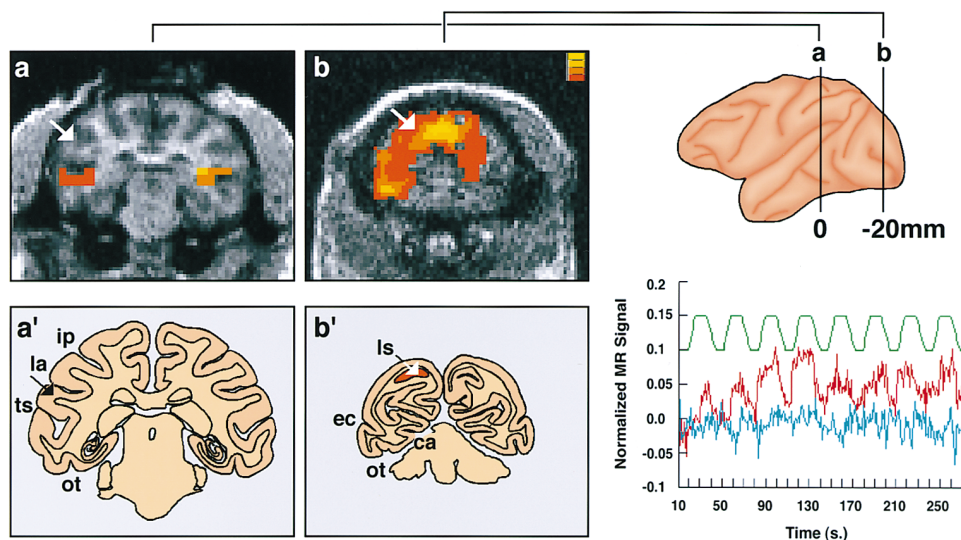 a b
a
b
0 -20mm
a'
ip
la
ts
ot
b'
ls
ec
ca
ot
Normalized MR Signal
0.2
0.15
0.1
0.05
0.0
-0.05
-0.1
10 50 90 130 170 210 250
Time (s.)